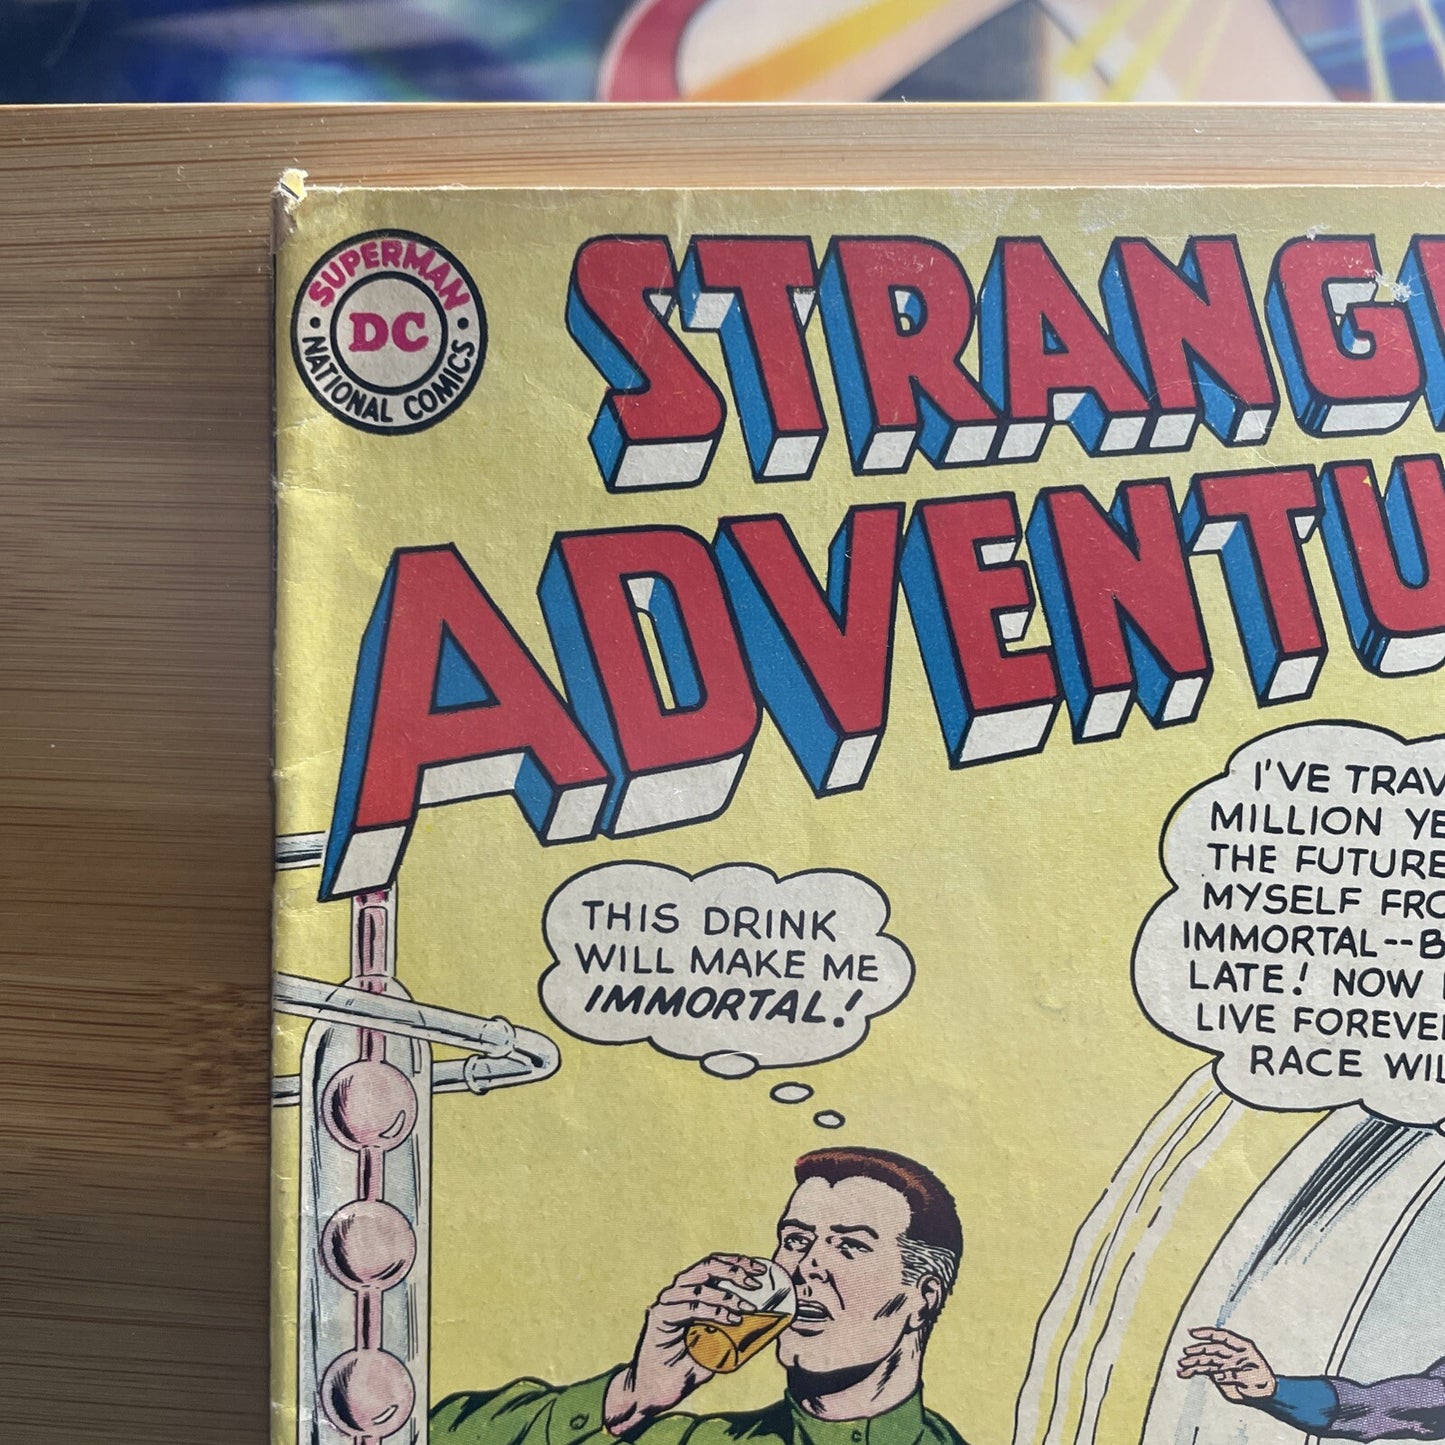 SUPERMAN
DC
NATIONAL COMICS
STRANG
ADVENTU
THIS DRINK
WILL MAKE ME
IMMORTAL!
I'VE TRAV
MILLION YE
THE FUTURE
MYSELF FRO
IMMORTAL--B
LATE! NOW
LIVE FOREVE
RACE WIL